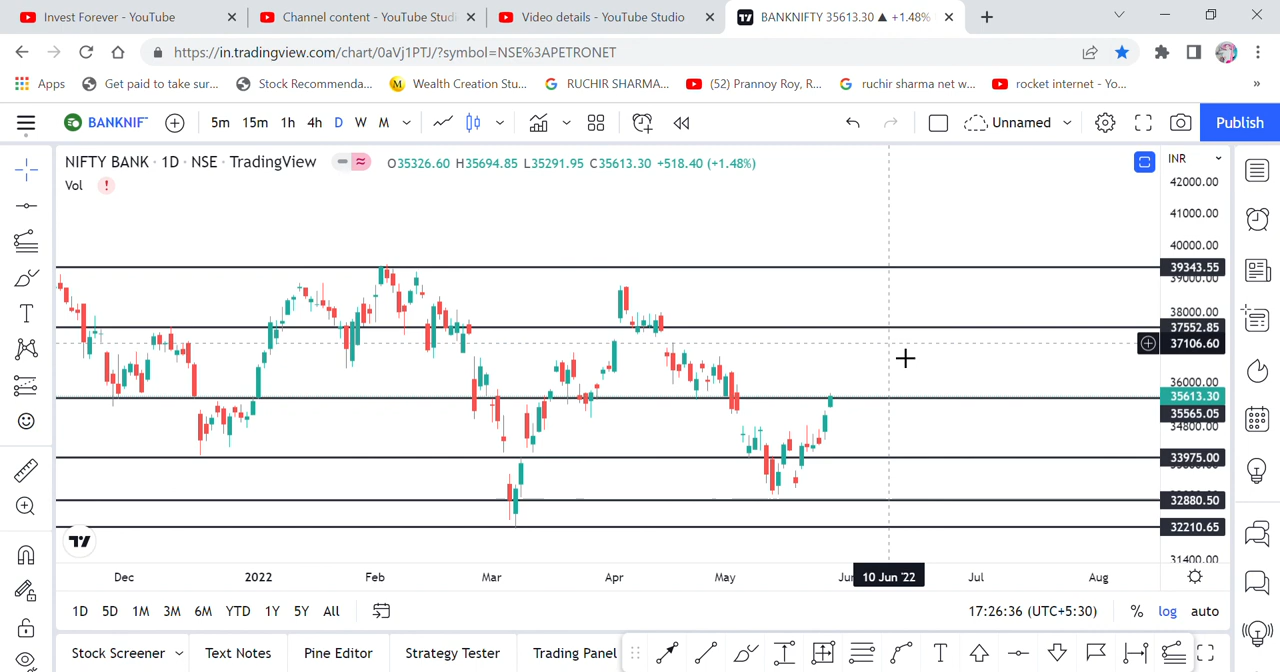 Invest Forever - YouTube
Channel content - YouTube Studi
Video details - YouTube Studio
BANKNIFTY 35613.30 ▲ +1.48%
https://in.tradingview.com/chart/0aVj1PTJ/?symbol=NSE%3APETRONET
Apps
Get paid to take sur...
Stock Recommenda...
M Wealth Creation Stu...
RUCHIR SHARMA...
(52) Prannoy Roy, R...
ruchir sharma net w...
rocket internet - Yo...
»
BANKNIF
5m 15m 1h 4h D W M
Unnamed
Publish
NIFTY BANK · 1D · NSE · TradingView
O35326.60 H35694.85 L35291.95 C35613.30 +518.40 (+1.48%)
INR
Vol
42000.00
41000.00
40000.00
39343.55
39000.00
38000.00
37552.85
37106.60
36000.00
35613.30
35565.05
34800.00
33975.00
32880.50
32210.65
31400.00
Dec 2022 Feb Mar Apr May Jun 10 Jun '22 Jul Aug
1D 5D 1M 3M 6M YTD 1Y 5Y All
17:26:36 (UTC+5:30) % log auto
Stock Screener Text Notes Pine Editor Strategy Tester Trading Panel